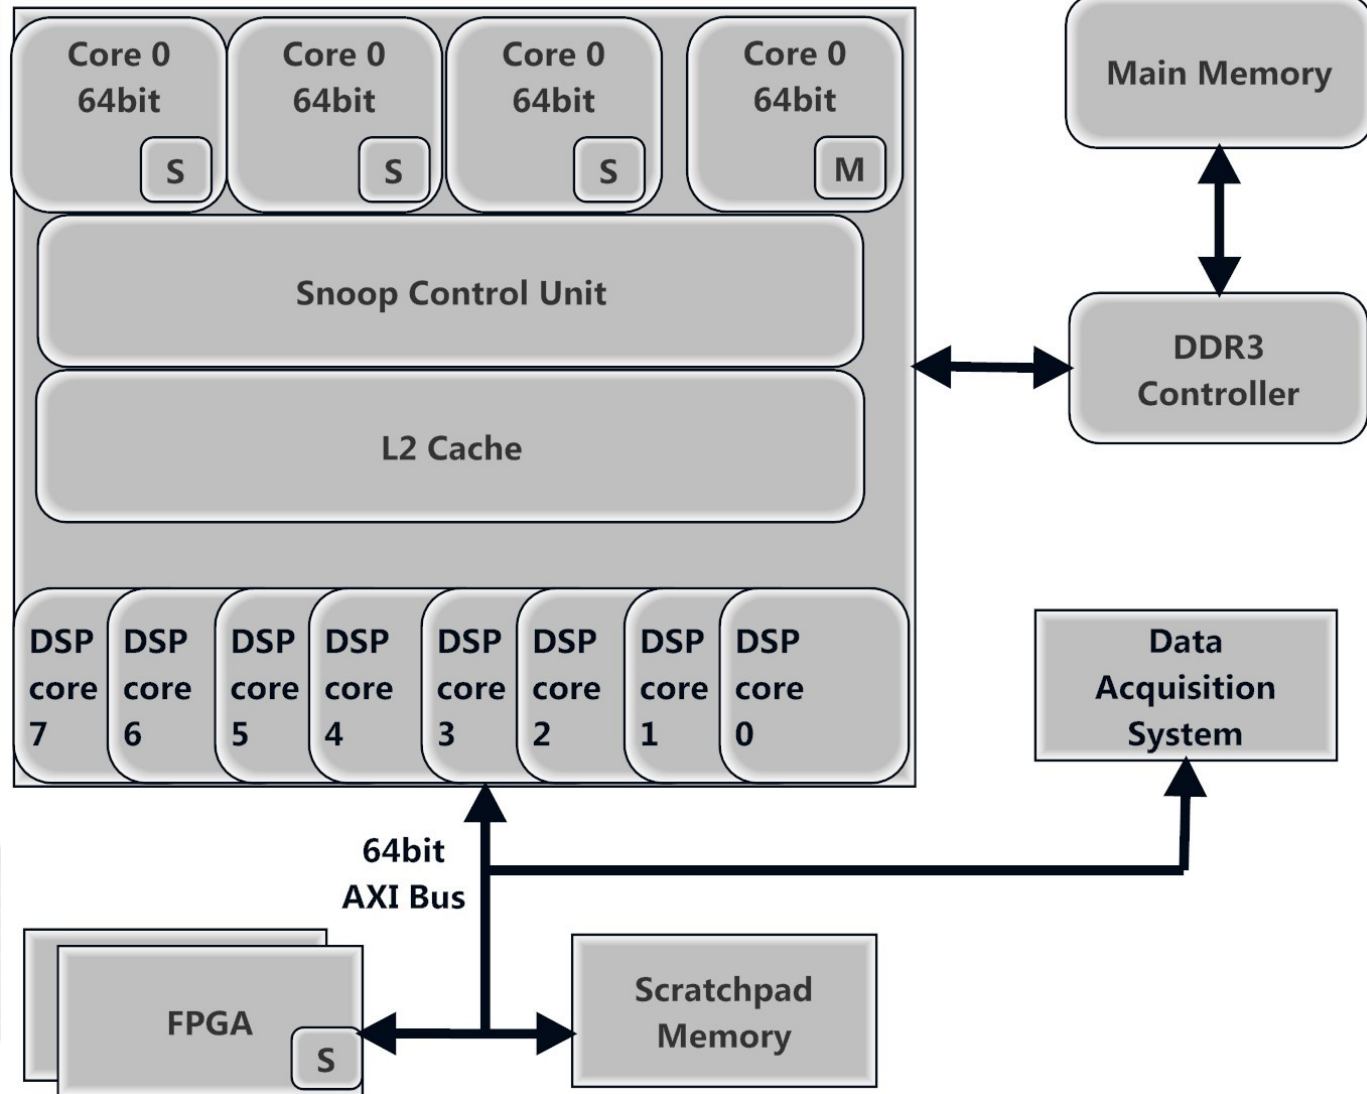 Core 0
64bit
S
Core 0
64bit
S
Core 0
64bit
S
Core 0
64bit
M
Main Memory
Snoop Control Unit
DDR3
Controller
L2 Cache
DSP
core
7
DSP
core
6
DSP
core
5
DSP
core
4
DSP
core
3
DSP
core
2
DSP
core
1
DSP
core
0
Data
Acquisition
System
64bit
AXI Bus
FPGA
S
Scratchpad
Memory